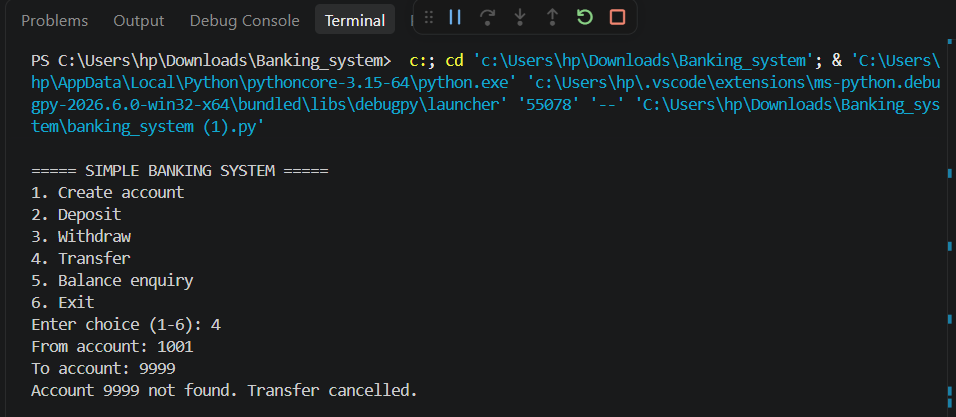 Problems Output Debug Console Terminal
PS C:\Users\hp\Downloads\Banking_system>  c:; cd 'c:\Users\hp\Downloads\Banking_system'; & 'C:\Users\
hp\AppData\Local\Python\pythoncore-3.15-64\python.exe' 'c:\Users\hp\.vscode\extensions\ms-python.debu
gpy-2026.6.0-win32-x64\bundled\libs\debugpy\launcher' '55078' '--' 'C:\Users\hp\Downloads\Banking_sys
tem\banking_system (1).py'
===== SIMPLE BANKING SYSTEM =====
1. Create account
2. Deposit
3. Withdraw
4. Transfer
5. Balance enquiry
6. Exit
Enter choice (1-6): 4
From account: 1001
To account: 9999
Account 9999 not found. Transfer cancelled.